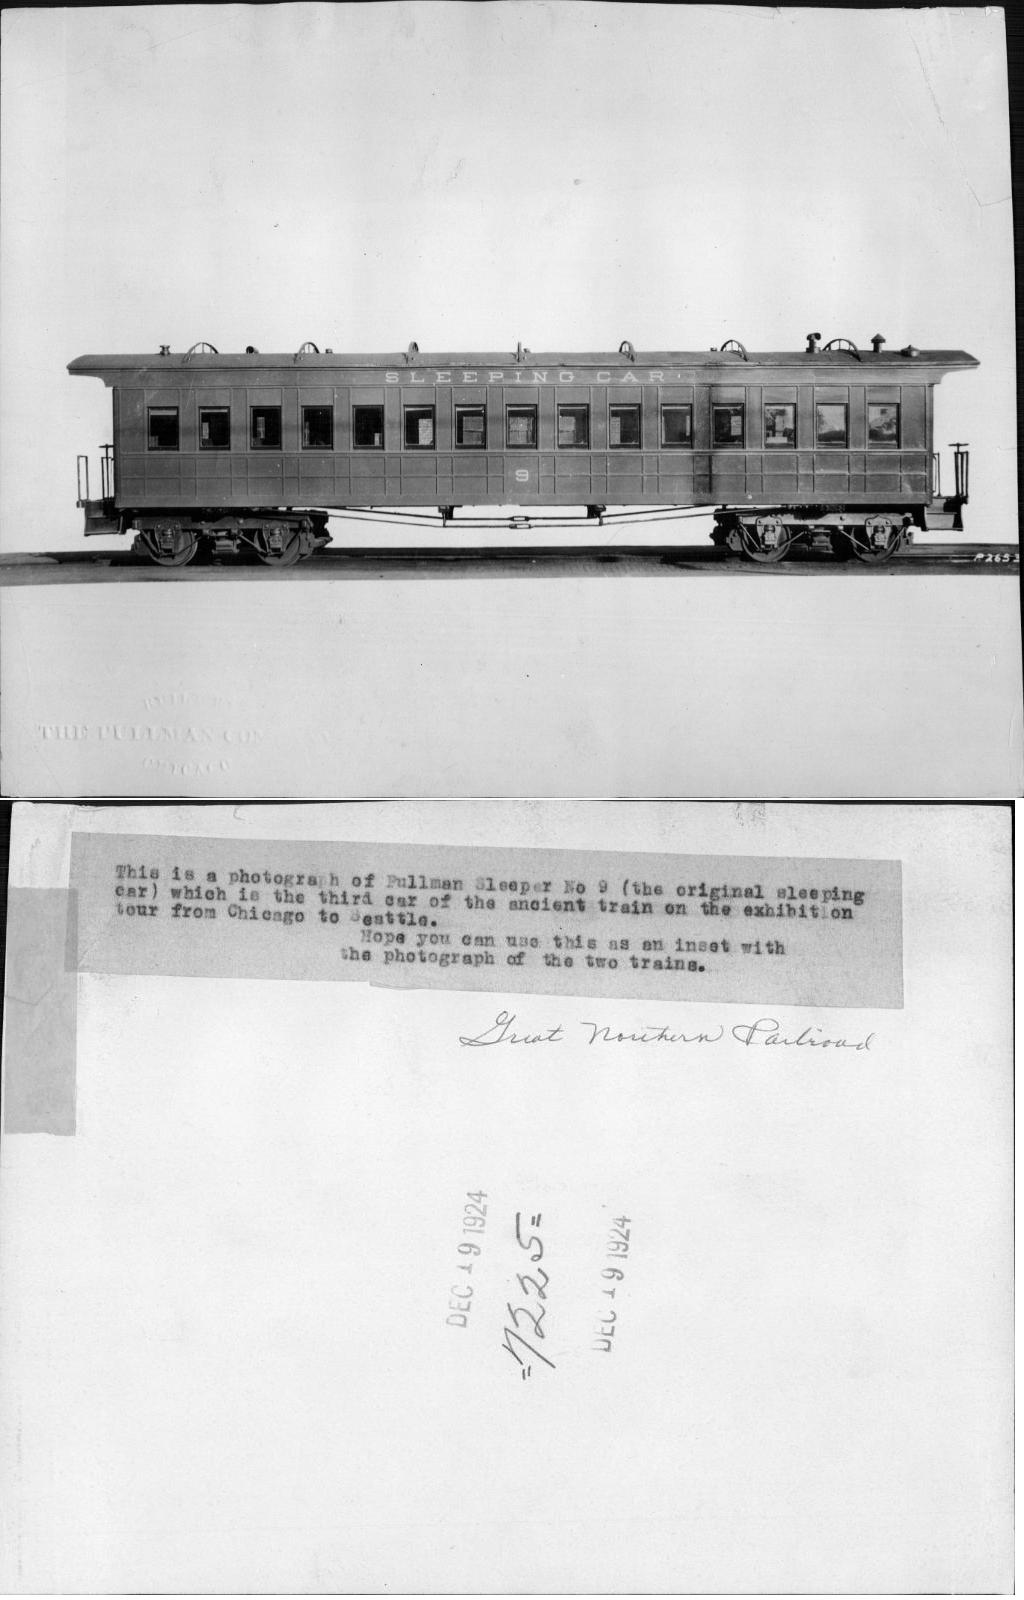 SLEEPING CAR
9
P2653
THE PULLMAN COM
CHICAGO
This is a photograph of Pullman Sleeper No 9 (the original sleeping
car) which is the third car of the ancient train on the exhibition
tour from Chicago to Seattle.
Hope you can use this as an inset with
the photograph of the two trains.
Great Northern Railroad
DEC 19 1924
=7225=
DEC 19 1924